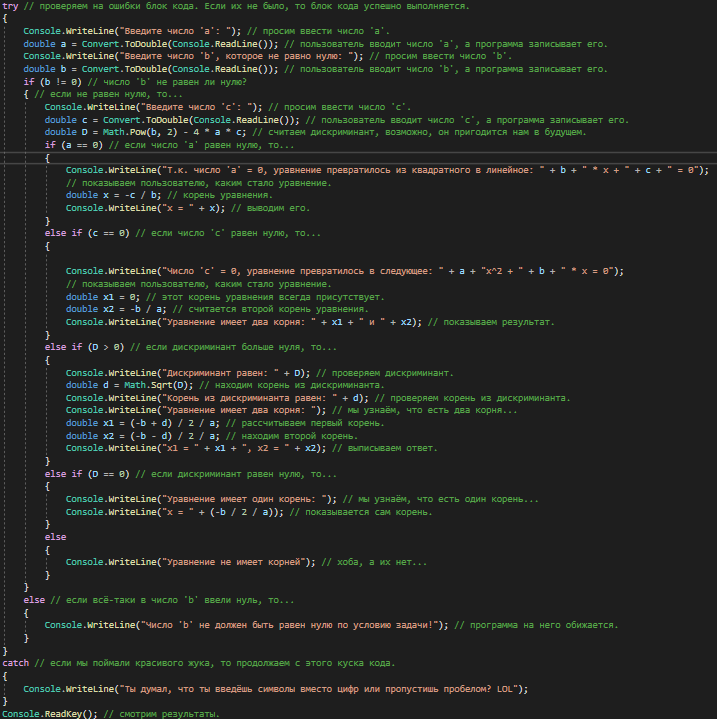 try // проверяем на ошибки блок кода. Если их не было, то блок кода успешно выполняется.
{
    Console.WriteLine("Введите число 'a': "); // просим ввести число 'a'.
    double a = Convert.ToDouble(Console.ReadLine()); // пользователь вводит число 'a', а программа записывает его.
    Console.WriteLine("Введите число 'b', которое не равно нулю: "); // просим ввести число 'b'.
    double b = Convert.ToDouble(Console.ReadLine()); // пользователь вводит число 'b', а программа записывает его.
    if (b != 0) // число 'b' не равен ли нулю?
    { // если не равен нулю, то...
        Console.WriteLine("Введите число 'c': "); // просим ввести число 'c'.
        double c = Convert.ToDouble(Console.ReadLine()); // пользователь вводит число 'c', а программа записывает его.
        double D = Math.Pow(b, 2) - 4 * a * c; // считаем дискриминант, возможно, он пригодится нам в будущем.
        if (a == 0) // если число 'a' равен нулю, то...
        {
            Console.WriteLine("Т.к. число 'a' = 0, уравнение превратилось из квадратного в линейное: " + b + " * x + " + c + " = 0");
            // показываем пользователю, каким стало уравнение.
            double x = -c / b; // корень уравнения.
            Console.WriteLine("x = " + x); // выводим его.
        }
        else if (c == 0) // если число 'c' равен нулю, то...
        {
            Console.WriteLine("Число 'c' = 0, уравнение превратилось в следующее: " + a + "x^2 + " + b + " * x = 0");
            // показываем пользователю, каким стало уравнение.
            double x1 = 0; // этот корень уравнения всегда присутствует.
            double x2 = -b / a; // считается второй корень уравнения.
            Console.WriteLine("Уравнение имеет два корня: " + x1 + " и " + x2); // показываем результат.
        }
        else if (D > 0) // если дискриминант больше нуля, то...
        {
            Console.WriteLine("Дискриминант равен: " + D); // проверяем дискриминант.
            double d = Math.Sqrt(D); // находим корень из дискриминанта.
            Console.WriteLine("Корень из дискриминанта равен: " + d); // проверяем корень из дискриминанта.
            Console.WriteLine("Уравнение имеет два корня: "); // мы узнаём, что есть два корня...
            double x1 = (-b + d) / 2 / a; // рассчитываем первый корень.
            double x2 = (-b - d) / 2 / a; // находим второй корень.
            Console.WriteLine("x1 = " + x1 + ", x2 = " + x2); // выписываем ответ.
        }
        else if (D == 0) // если дискриминант равен нулю, то...
        {
            Console.WriteLine("Уравнение имеет один корень: "); // мы узнаём, что есть один корень...
            Console.WriteLine("x = " + (-b / 2 / a)); // показывается сам корень.
        }
        else
        {
            Console.WriteLine("Уравнение не имеет корней"); // хоба, а их нет...
        }
    }
    else // если всё-таки в число 'b' ввели нуль, то...
    {
        Console.WriteLine("Число 'b' не должен быть равен нулю по условию задачи!"); // программа на него обижается.
    }
}
catch // если мы поймали красивого жука, то продолжаем с этого куска кода.
{
    Console.WriteLine("Ты думал, что ты введёшь символы вместо цифр или пропустишь пробелом? LOL");
}
Console.ReadKey(); // смотрим результаты.